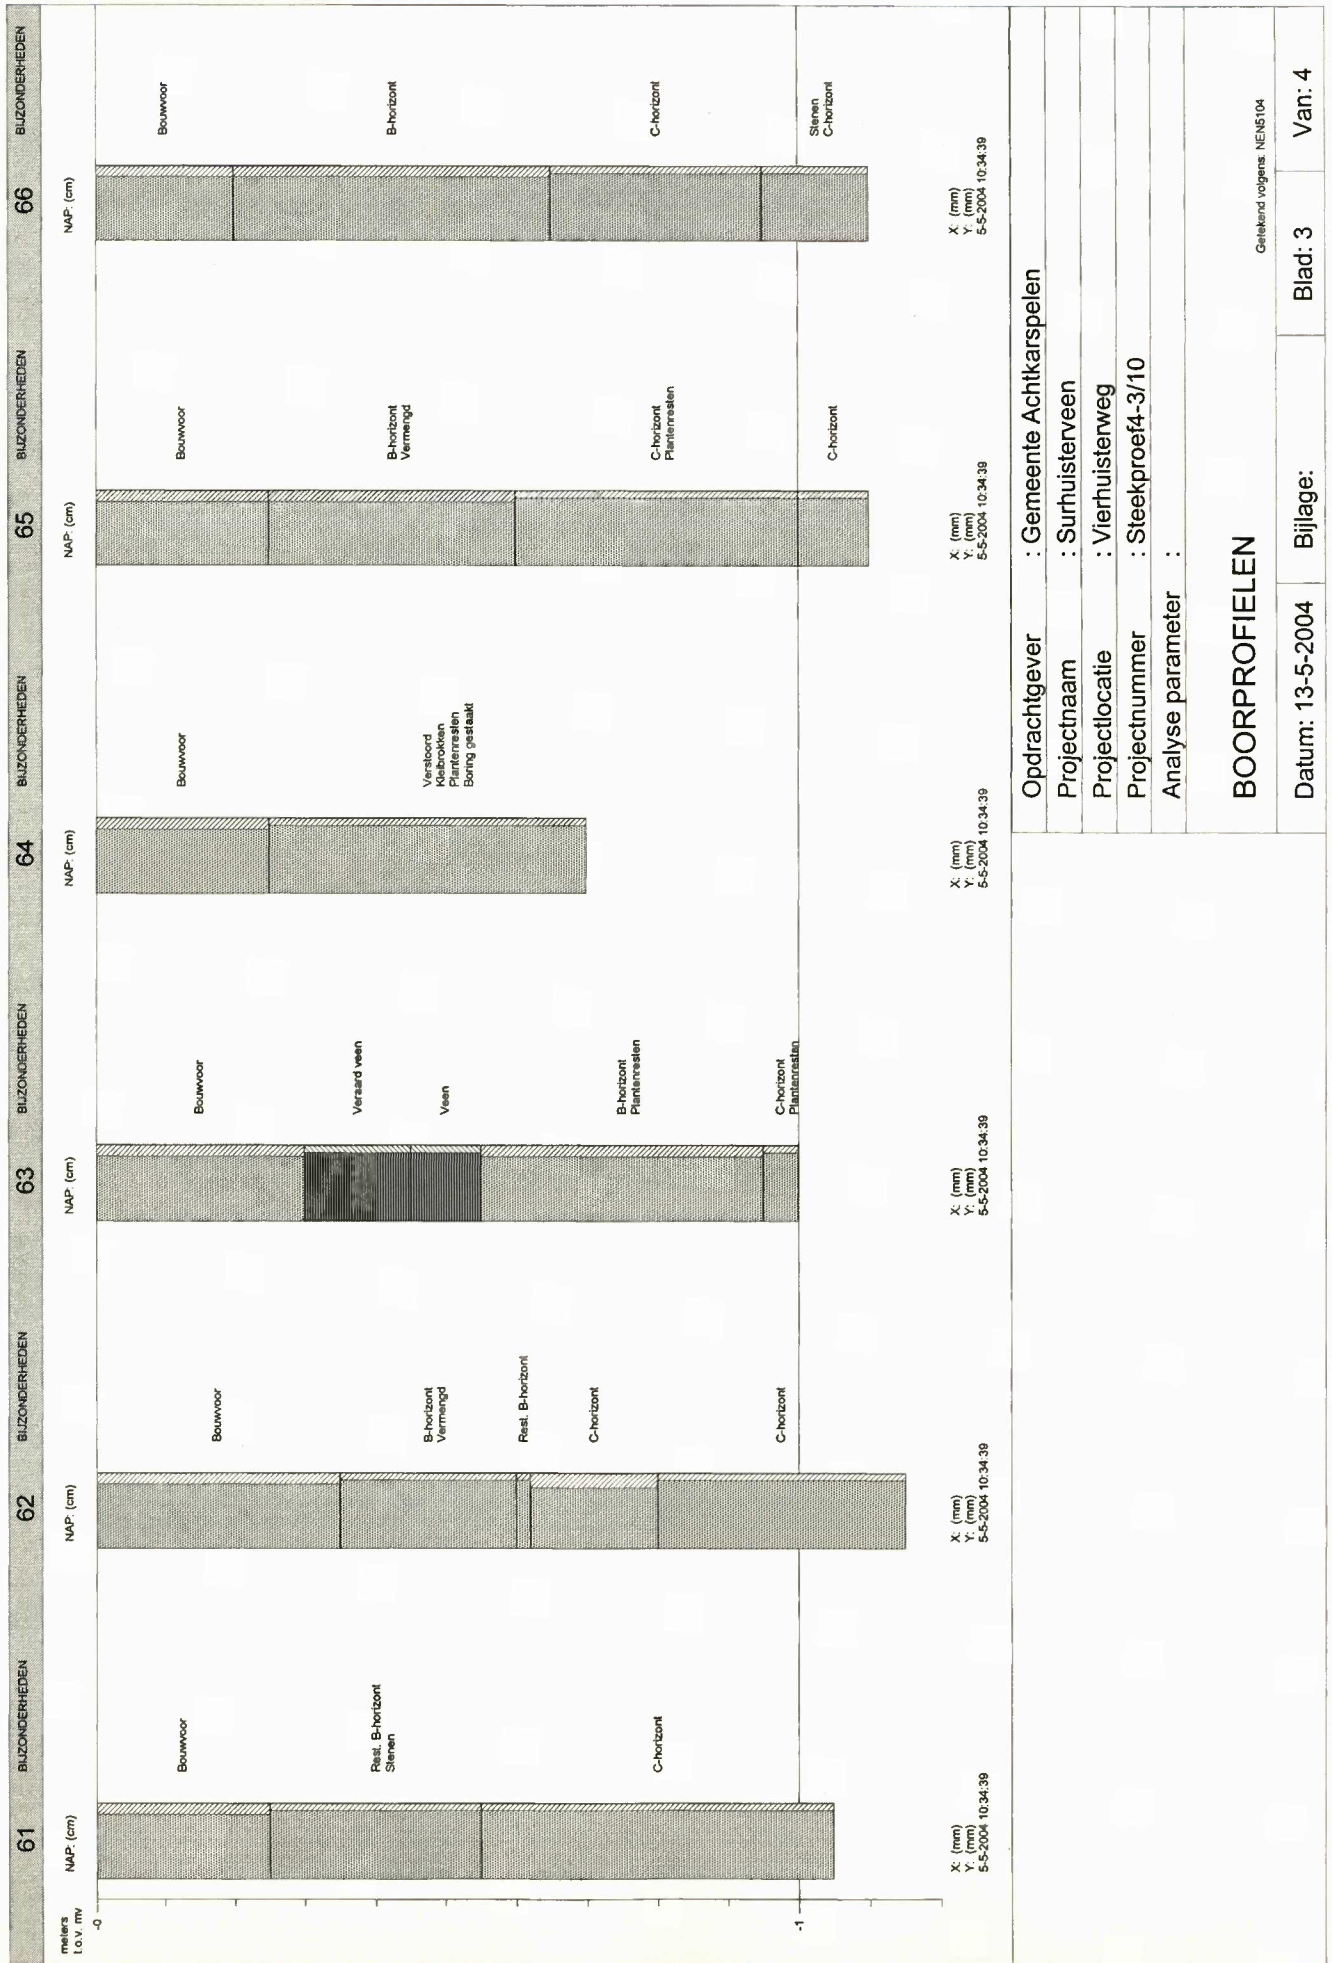 61 BIJZONDERHEDEN 62 BIJZONDERHEDEN 63 BIJZONDERHEDEN 64 BIJZONDERHEDEN 65 BIJZONDERHEDEN 66 BIJZONDERHEDEN
meters
t.o.v. mv
-0
-1
NAP: (cm)
Bouwvoor
Rest. B-horizont
Stenen
C-horizont
X: (mm)
Y: (mm)
5-5-2004 10:34:39
NAP: (cm)
Bouwvoor
B-horizont
Vermengd
Rest. B-horizont
C-horizont
C-horizont
X: (mm)
Y: (mm)
5-5-2004 10:34:39
NAP: (cm)
Bouwvoor
Veraard veen
Veen
B-horizont
Plantenresten
C-horizont
Plantenresten
X: (mm)
Y: (mm)
5-5-2004 10:34:39
NAP: (cm)
Bouwvoor
Verstoord
Kleibrokken
Plantenresten
Boring gestaakt
X: (mm)
Y: (mm)
5-5-2004 10:34:39
NAP: (cm)
Bouwvoor
B-horizont
Vermengd
C-horizont
Plantenresten
C-horizont
X: (mm)
Y: (mm)
5-5-2004 10:34:39
NAP: (cm)
Bouwvoor
B-horizont
C-horizont
Stenen
C-horizont
X: (mm)
Y: (mm)
5-5-2004 10:34:39
Opdrachtgever : Gemeente Achtkarspelen
Projectnaam : Surhuisterveen
Projectlocatie : Vierhuisterweg
Projectnummer : Steekproef4-3/10
Analyse parameter :
BOORPROFIELEN
Getekend volgens: NEN5104
Datum: 13-5-2004 Bijlage: Blad: 3 Van: 4